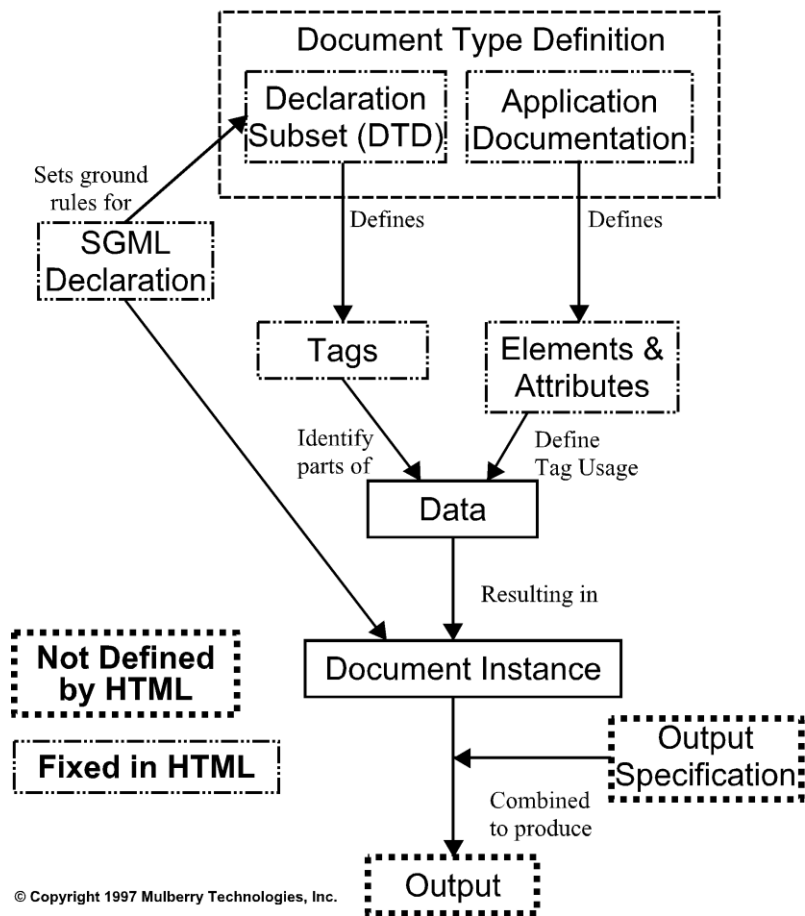 Document Type Definition
Declaration
Subset (DTD)
Application
Documentation
Sets ground
rules for
Defines
Defines
SGML
Declaration
Tags
Elements &
Attributes
Identify
parts of
Define
Tag Usage
Data
Resulting in
Not Defined
by HTML
Document Instance
Fixed in HTML
Output
Specification
Combined
to produce
Output
© Copyright 1997 Mulberry Technologies, Inc.